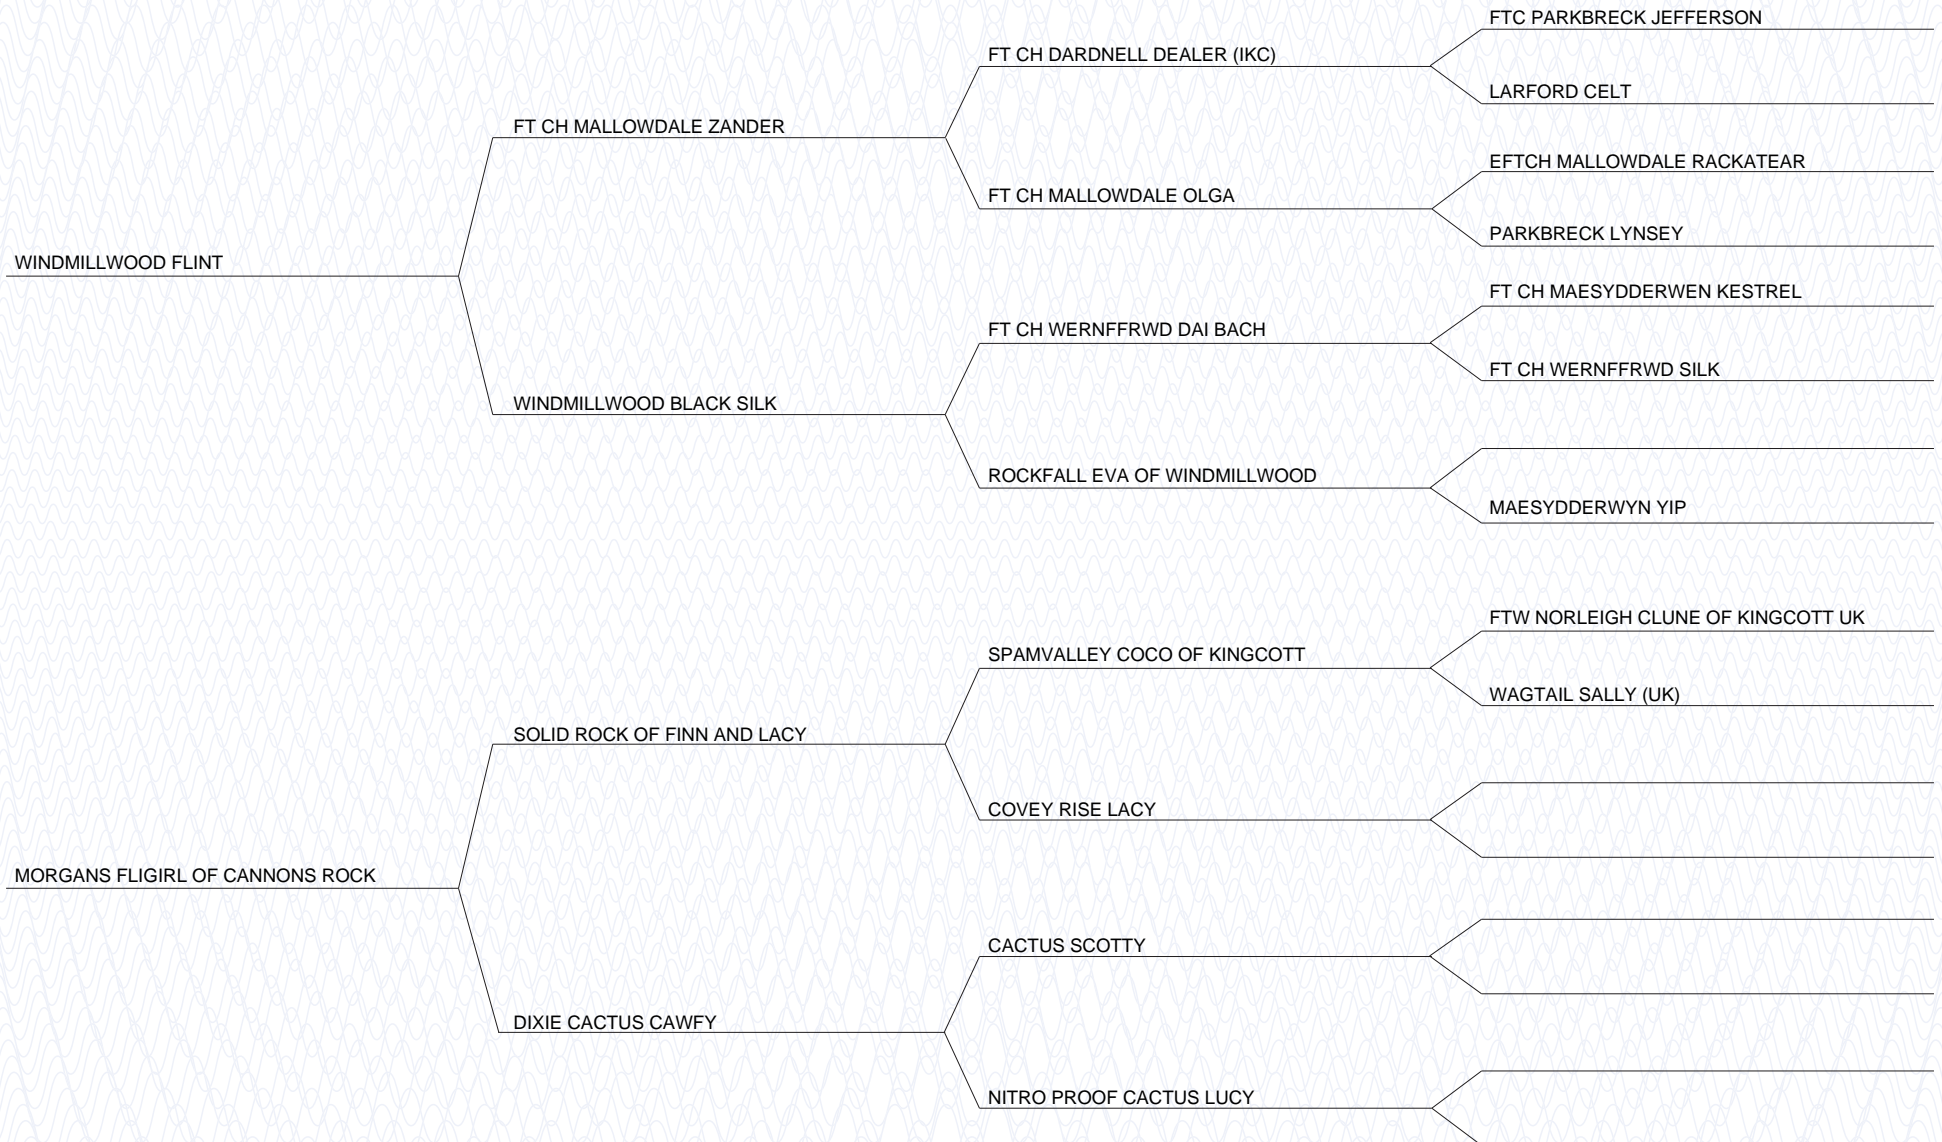 FTC PARKBRECK JEFFERSON
FT CH DARDNELL DEALER (IKC)
LARFORD CELT
FT CH MALLOWDALE ZANDER
EFTCH MALLOWDALE RACKATEAR
FT CH MALLOWDALE OLGA
PARKBRECK LYNSEY
WINDMILLWOOD FLINT
FT CH MAESYDDERWEN KESTREL
FT CH WERNFFRWD DAI BACH
FT CH WERNFFRWD SILK
WINDMILLWOOD BLACK SILK
ROCKFALL EVA OF WINDMILLWOOD
MAESYDDERWYN YIP
FTW NORLEIGH CLUNE OF KINGCOTT UK
SPAMVALLEY COCO OF KINGCOTT
WAGTAIL SALLY (UK)
SOLID ROCK OF FINN AND LACY
COVEY RISE LACY
MORGANS FLIGIRL OF CANNONS ROCK
CACTUS SCOTTY
DIXIE CACTUS CAWFY
NITRO PROOF CACTUS LUCY